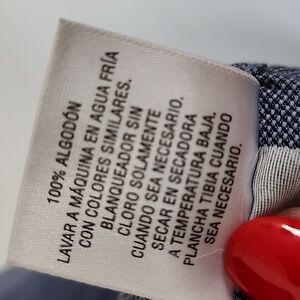 100% ALGODÓN
LAVAR A MÁQUINA EN AGUA FRÍA
CON COLORES SIMILARES.
BLANQUEADOR SIN
CLORO SOLAMENTE
CUANDO SEA NECESARIO.
SECAR EN SECADORA
A TEMPERATURA BAJA.
PLANCHA TIBIA CUANDO
SEA NECESARIO.